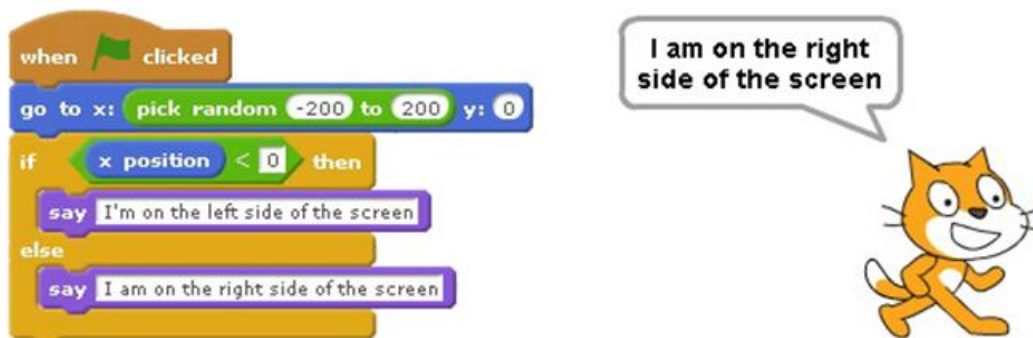 when clicked
go to x: pick random -200 to 200 y: 0
if x position < 0 then
say I'm on the left side of the screen
else
say I am on the right side of the screen
I am on the right
side of the screen